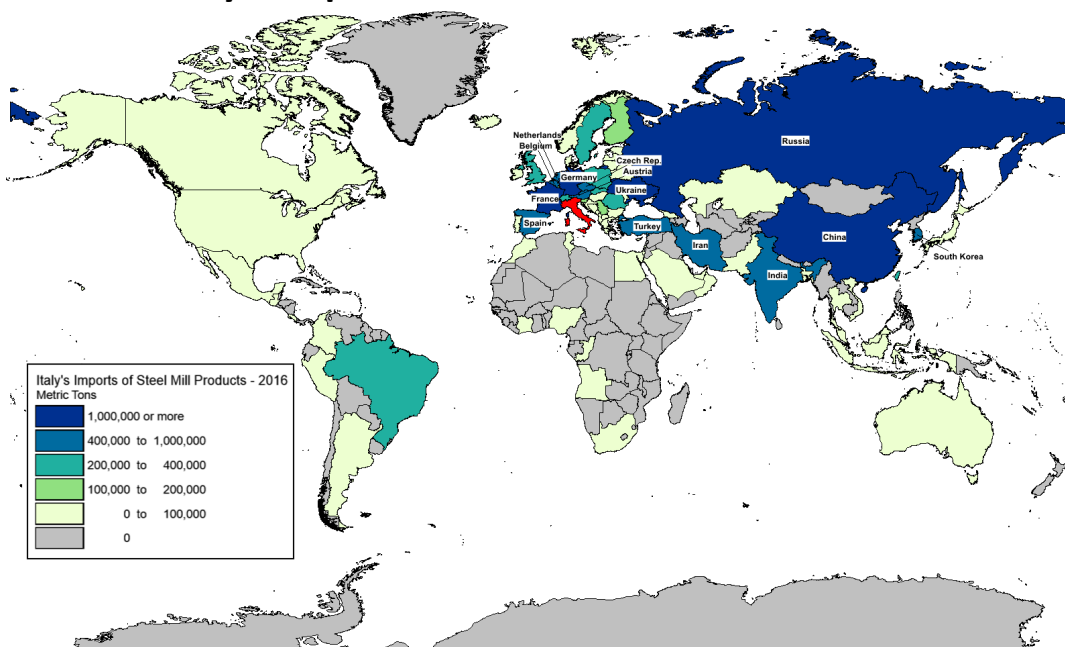 Netherlands
Belgium
Czech Rep.
Austria
Germany
Ukraine
France
Spain
Turkey
Russia
Iran
China
India
South Korea
Italy's Imports of Steel Mill Products - 2016
Metric Tons
1,000,000 or more
400,000 to 1,000,000
200,000 to 400,000
100,000 to 200,000
0 to 100,000
0